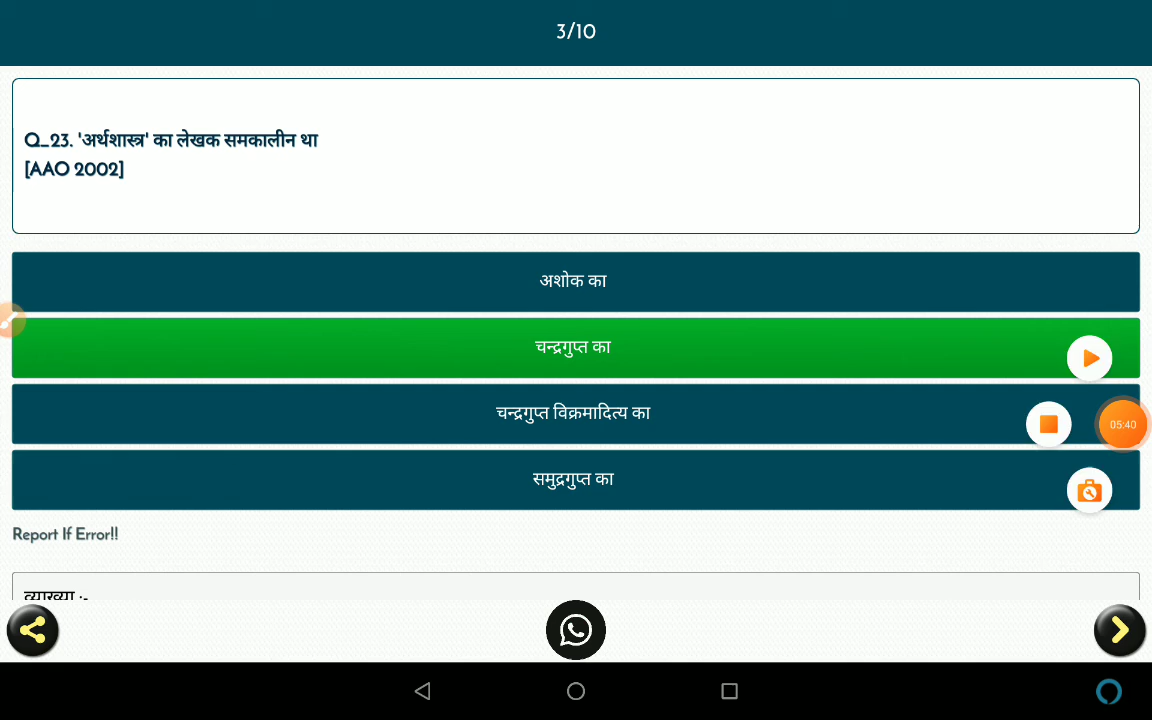 3/10
Q_23. 'अर्थशास्त्र' का लेखक समकालीन था
[AAO 2002]
अशोक का
चन्द्रगुप्त का
चन्द्रगुप्त विक्रमादित्य का
05:40
समुद्रगुप्त का
Report If Error!!
व्याख्या :-